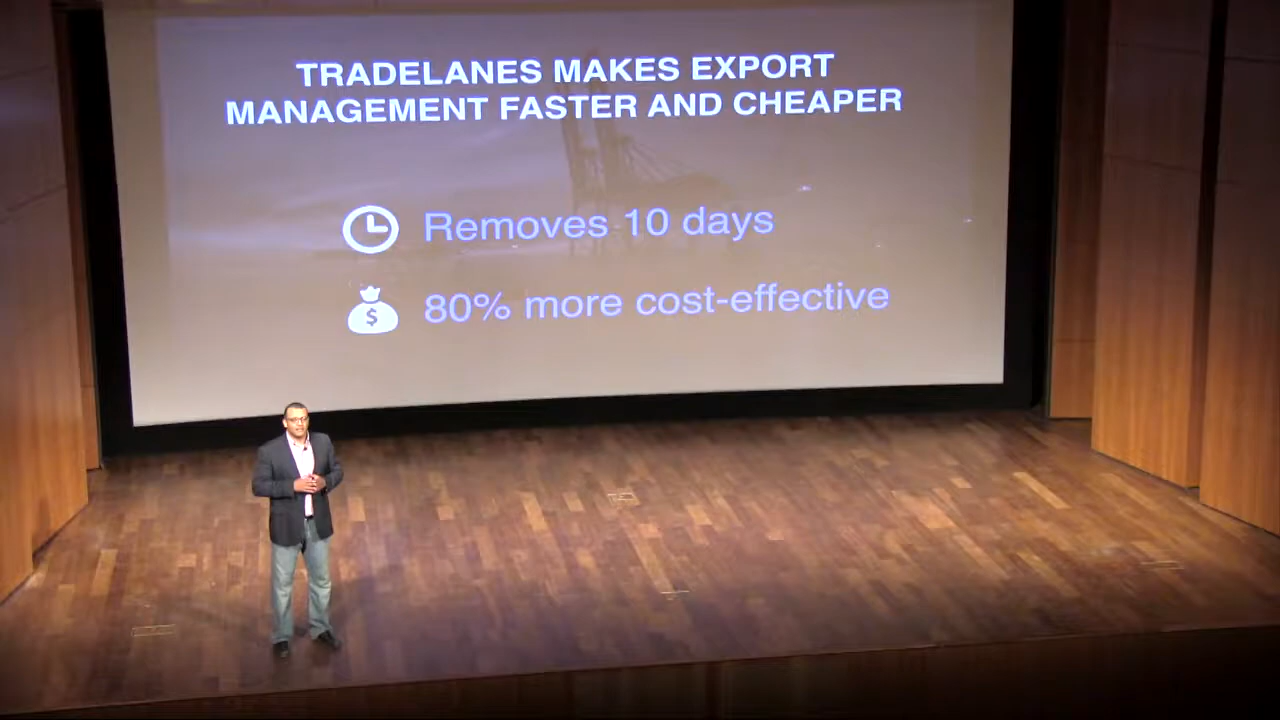 TRADELANES MAKES EXPORT
MANAGEMENT FASTER AND CHEAPER
Removes 10 days
$ 80% more cost-effective